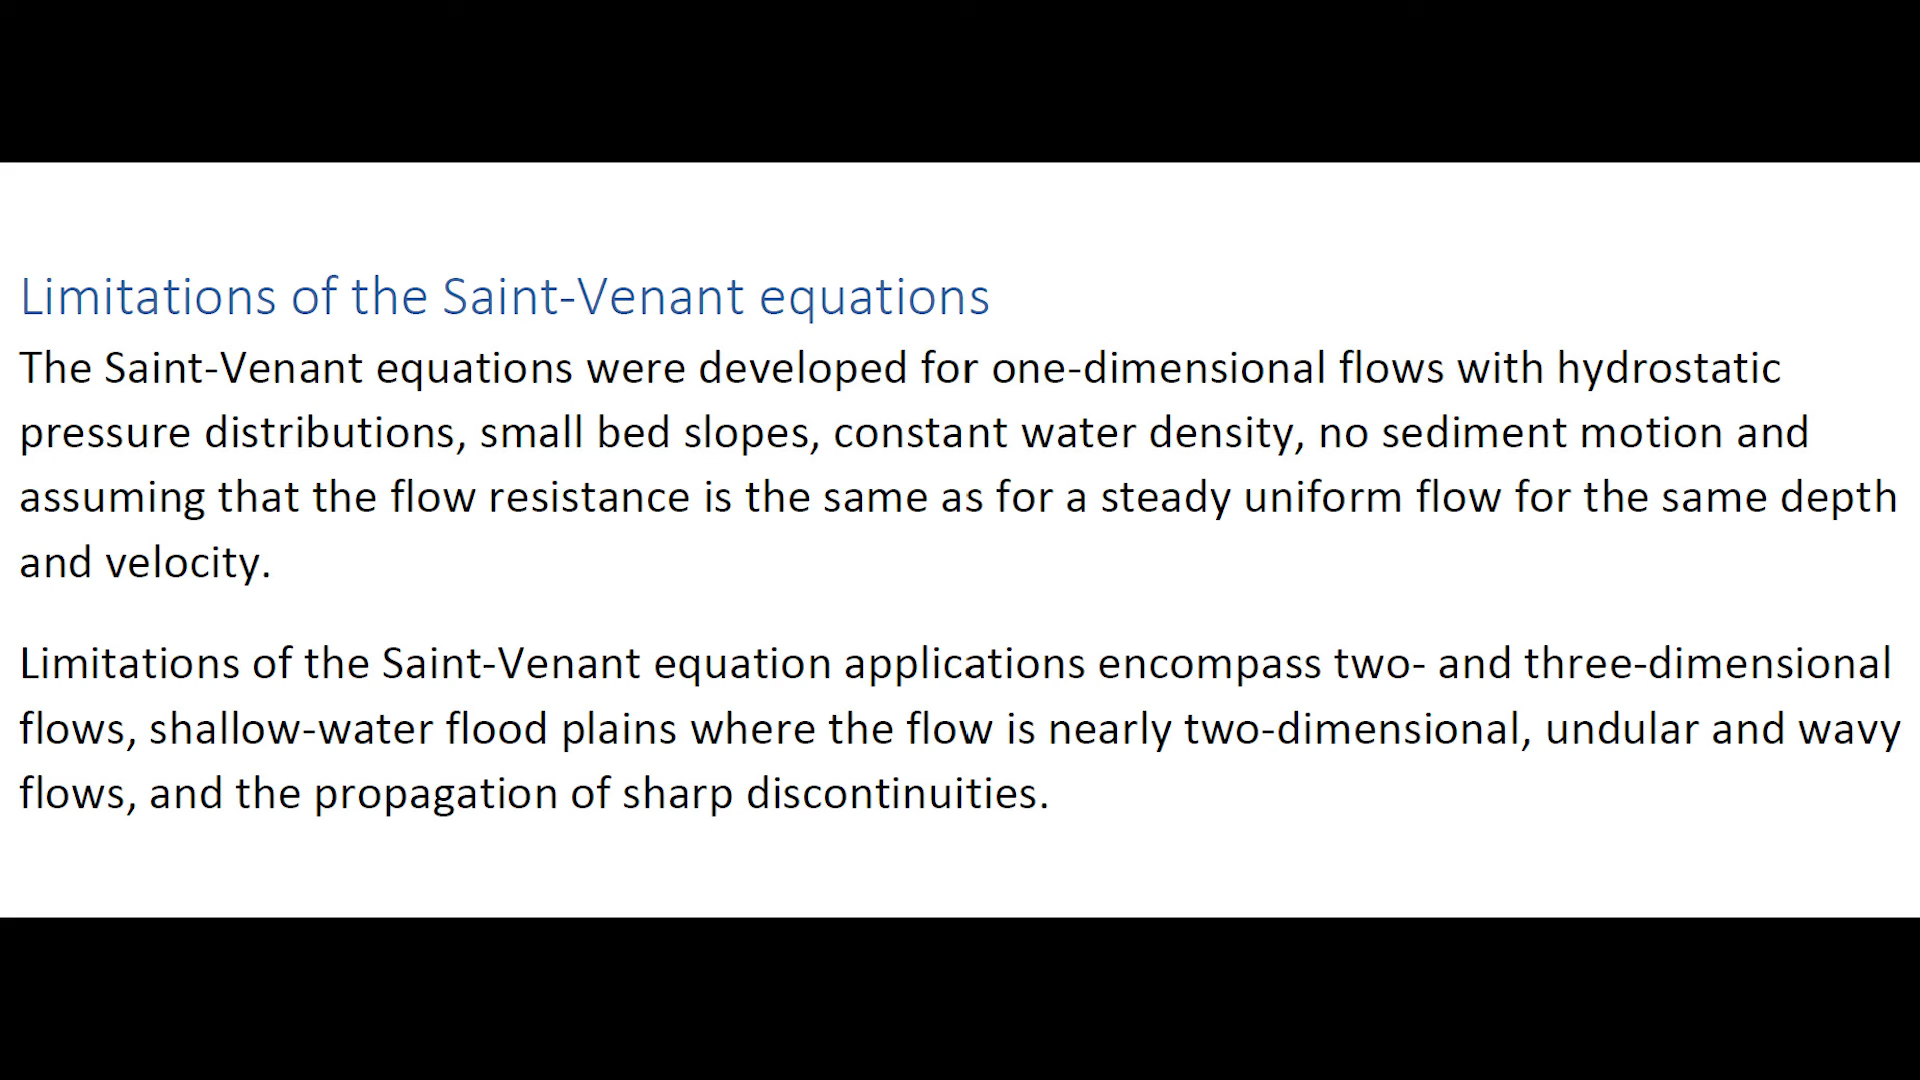 Limitations of the Saint-Venant equations
The Saint-Venant equations were developed for one-dimensional flows with hydrostatic
pressure distributions, small bed slopes, constant water density, no sediment motion and
assuming that the flow resistance is the same as for a steady uniform flow for the same depth
and velocity.
Limitations of the Saint-Venant equation applications encompass two- and three-dimensional
flows, shallow-water flood plains where the flow is nearly two-dimensional, undular and wavy
flows, and the propagation of sharp discontinuities.